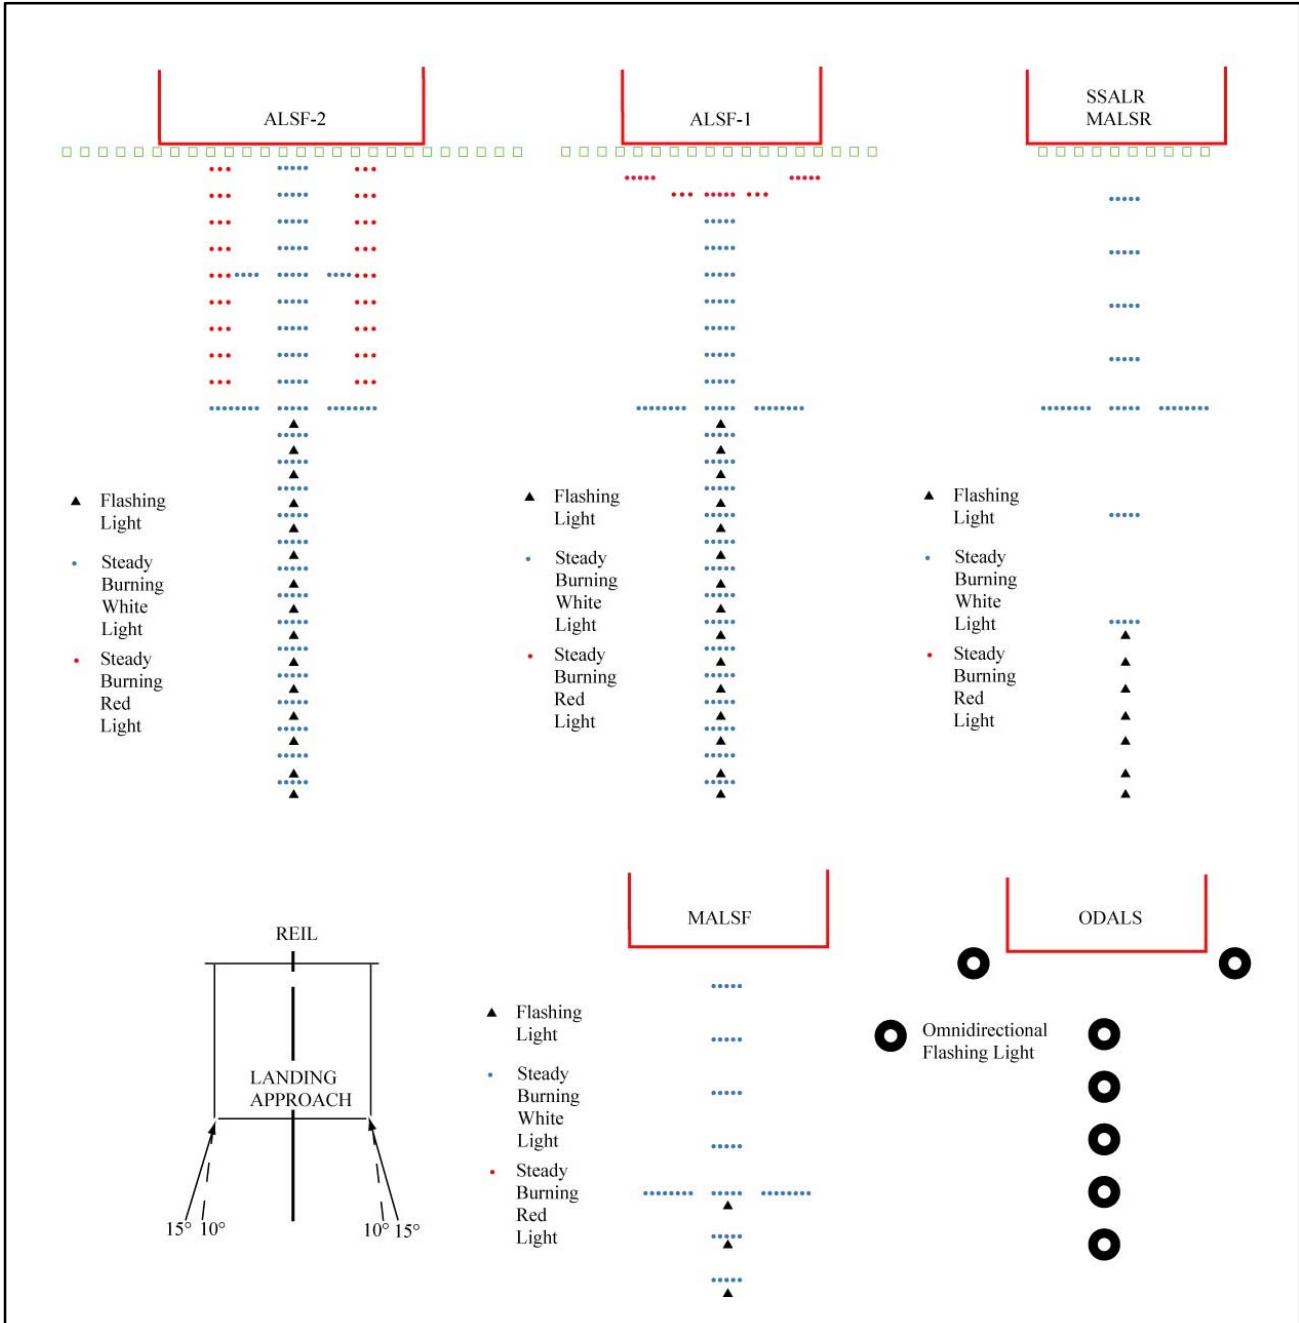 ALSF-2
Flashing
Light
Steady
Burning
White
Light
Steady
Burning
Red
Light
ALSF-1
Flashing
Light
Steady
Burning
White
Light
Steady
Burning
Red
Light
SSALR
MALSR
Flashing
Light
Steady
Burning
White
Light
Steady
Burning
Red
Light
REIL
LANDING
APPROACH
15° 10°
10° 15°
MALSF
Flashing
Light
Steady
Burning
White
Light
Steady
Burning
Red
Light
ODALS
Omnidirectional
Flashing Light